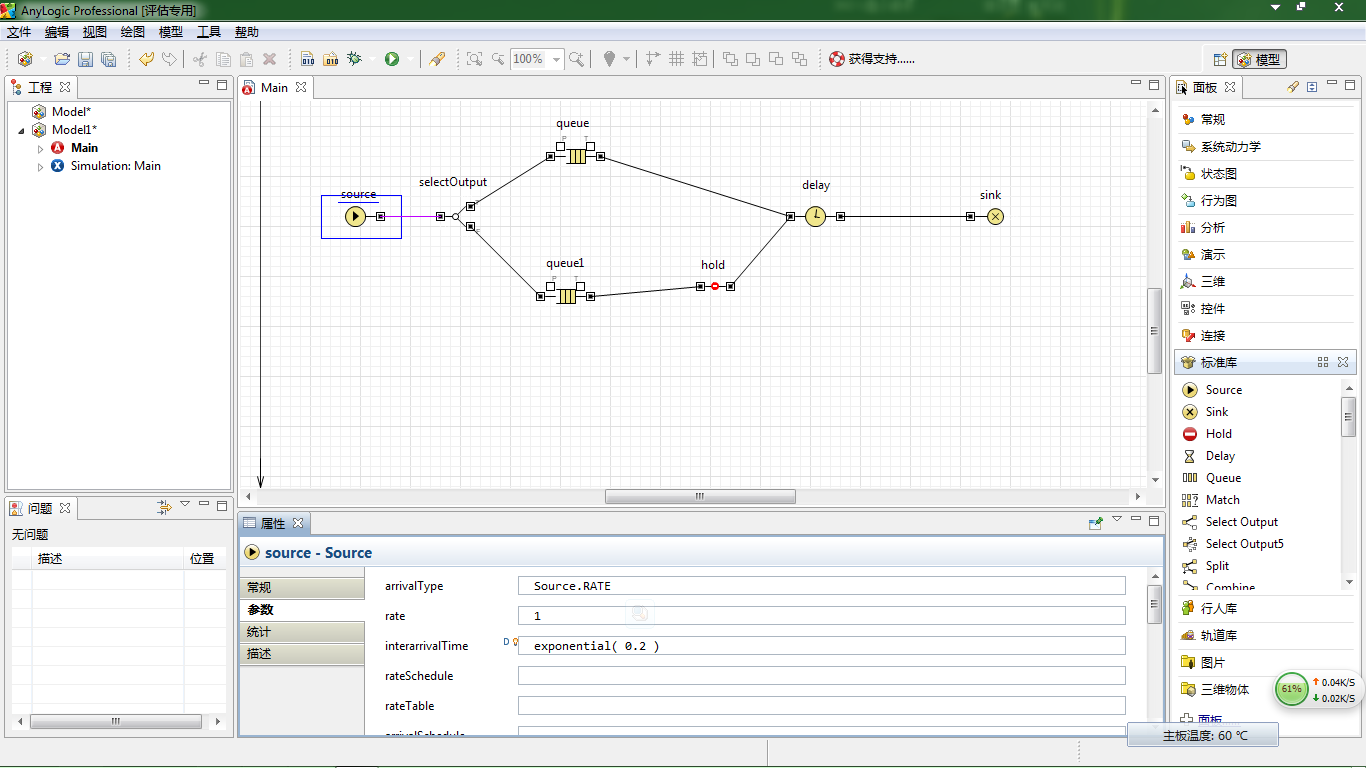 AnyLogic Professional [评估专用]
文件 编辑 视图 绘图 模型 工具 帮助
100%
获得支持......
模型
工程
Model*
Model1*
Main
Simulation: Main
问题
无问题
描述 位置
Main
source
selectOutput
queue
P T
T
F
queue1
P T
hold
delay
sink
属性
source - Source
常规
参数
统计
描述
arrivalType Source.RATE
rate 1
interarrivalTime D exponential( 0.2 )
rateSchedule
rateTable
arrivalSchedule
面板
常规
系统动力学
状态图
行为图
分析
演示
三维
控件
连接
标准库
Source
Sink
Hold
Delay
Queue
Match
Select Output
Select Output5
Split
Combine
行人库
轨道库
图片
三维物体
面板
61%
0.04K/S
0.02K/S
主板温度: 60 ℃